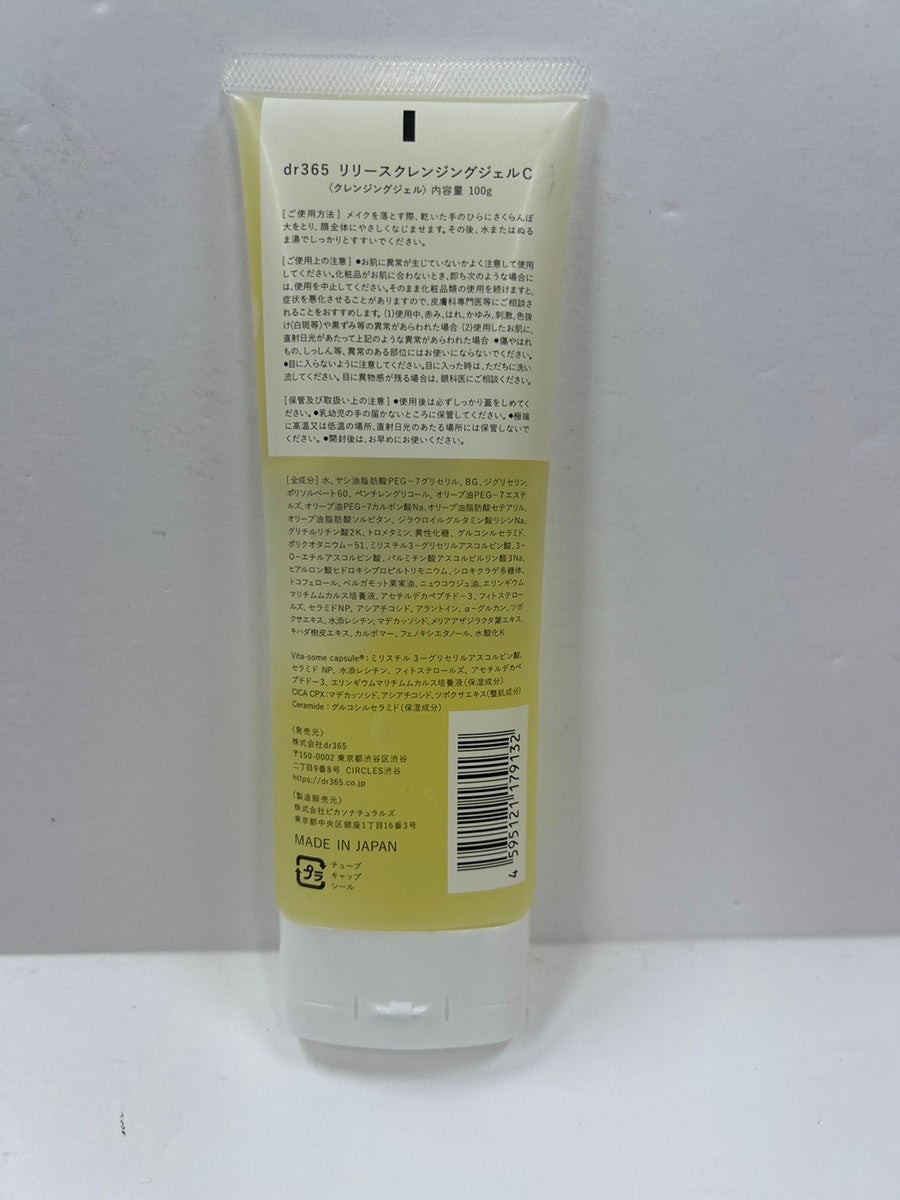 dr365 リリースクレンジングジェルC
〈クレンジングジェル〉内容量 100g
[ご使用方法] メイクを落とす際、乾いた手のひらにさくらんぼ
大をとり、顔全体にやさしくなじませます。その後、水またはぬる
ま湯でしっかりとすすいでください。
[ご使用上の注意] ●お肌に異常が生じていないかよく注意して使用
してください。化粧品がお肌に合わないとき、即ち次のような場合に
は、使用を中止してください。そのまま化粧品類の使用を続けますと、
症状を悪化させることがありますので、皮膚科専門医等にご相談さ
れることをおすすめします。(1)使用中、赤み、はれ、かゆみ、刺激、色抜
け(白斑等)や黒ずみ等の異常があらわれた場合 (2)使用したお肌に、
直射日光があたって上記のような異常があらわれた場合 ●傷やはれ
もの、しっしん等、異常のある部位にはお使いにならないでください。
●目に入らないように注意してください。目に入った時は、ただちに洗い
流してください。目に異物感が残る場合は、眼科医にご相談ください。
[保管及び取扱い上の注意] ●使用後は必ずしっかり蓋をしめてく
ださい。●乳幼児の手の届かないところに保管してください。●極端
に高温又は低温の場所、直射日光のあたる場所には保管しないで
ください。●開封後は、お早めにお使いください。
[全成分] 水、ヤシ油脂肪酸PEG-7グリセリル、BG、ジグリセリン、
ポリソルベート60、ペンチレングリコール、オリーブ油PEG-7エステ
ルズ、オリーブ油PEG-7カルボン酸Na、オリーブ油脂肪酸セテアリル、
オリーブ油脂肪酸ソルビタン、ジラウロイルグルタミン酸リシンNa、
グリチルリチン酸2K、トロメタミン、異性化糖、グルコシルセラミド、
ポリクオタニウム-51、ミリスチル3-グリセリルアスコルビン酸、3-
O-エチルアスコルビン酸、パルミチン酸アスコルビルリン酸3Na、
ヒアルロン酸ヒドロキシプロピルトリモニウム、シロキクラゲ多糖体、
トコフェロール、ベルガモット果実油、ニュウコウジュ油、エリンギウム
マリチムムカルス培養液、アセチルデカペプチド-3、フィトステロー
ルズ、セラミドNP、アシアチコシド、アラントイン、α-グルカン、ツボ
クサエキス、水添レシチン、マデカッソシド、メリアアザジラクタ葉エキス、
キハダ樹皮エキス、カルボマー、フェノキシエタノール、水酸化K
Vita-some capsule®:ミリスチル 3ーグリセリルアスコルビン酸、
セラミド NP、水添レシチン、フィトステロールズ、アセチルデカペ
プチドー3、エリンギウムマリチムムカルス培養液(保湿成分)
CICA CPX:マデカッソシド、アシアチコシド、ツボクサエキス(整肌成分)
Ceramide:グルコシルセラミド(保湿成分)
〈発売元〉
株式会社dr365
〒150-0002 東京都渋谷区渋谷
二丁目9番8号 CIRCLES渋谷
https://dr365.co.jp
〈製造販売元〉
株式会社ピカソナチュラルズ
東京都中央区銀座1丁目16番3号
MADE IN JAPAN
プラ
チューブ
キャップ
シール
4 595121 179132